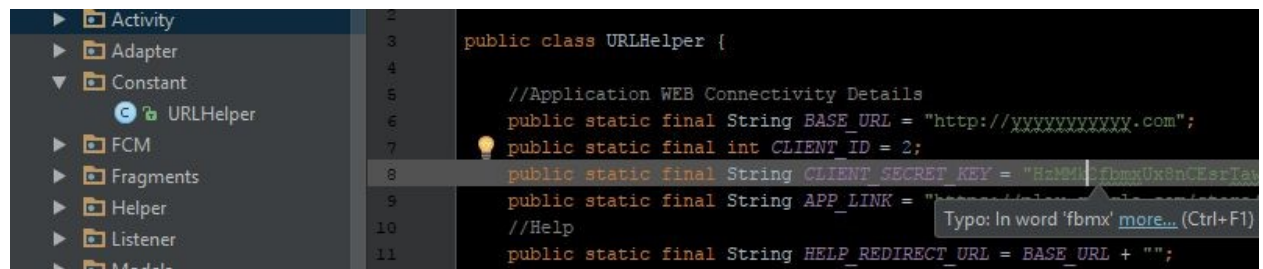 Activity
Adapter
Constant
URLHelper
FCM
Fragments
Helper
Listener
Models
2
3 public class URLHelper {
4
5 //Application WEB Connectivity Details
6 public static final String BASE_URL = "http://yyyyyyyyyyy.com";
7 public static final int CLIENT_ID = 2;
8 public static final String CLIENT_SECRET_KEY =
9 public static final String APP_LINK =
Typo: In word 'fbmx' more... (Ctrl+F1)
10 //Help
11 public static final String HELP_REDIRECT_URL = BASE_URL + "";